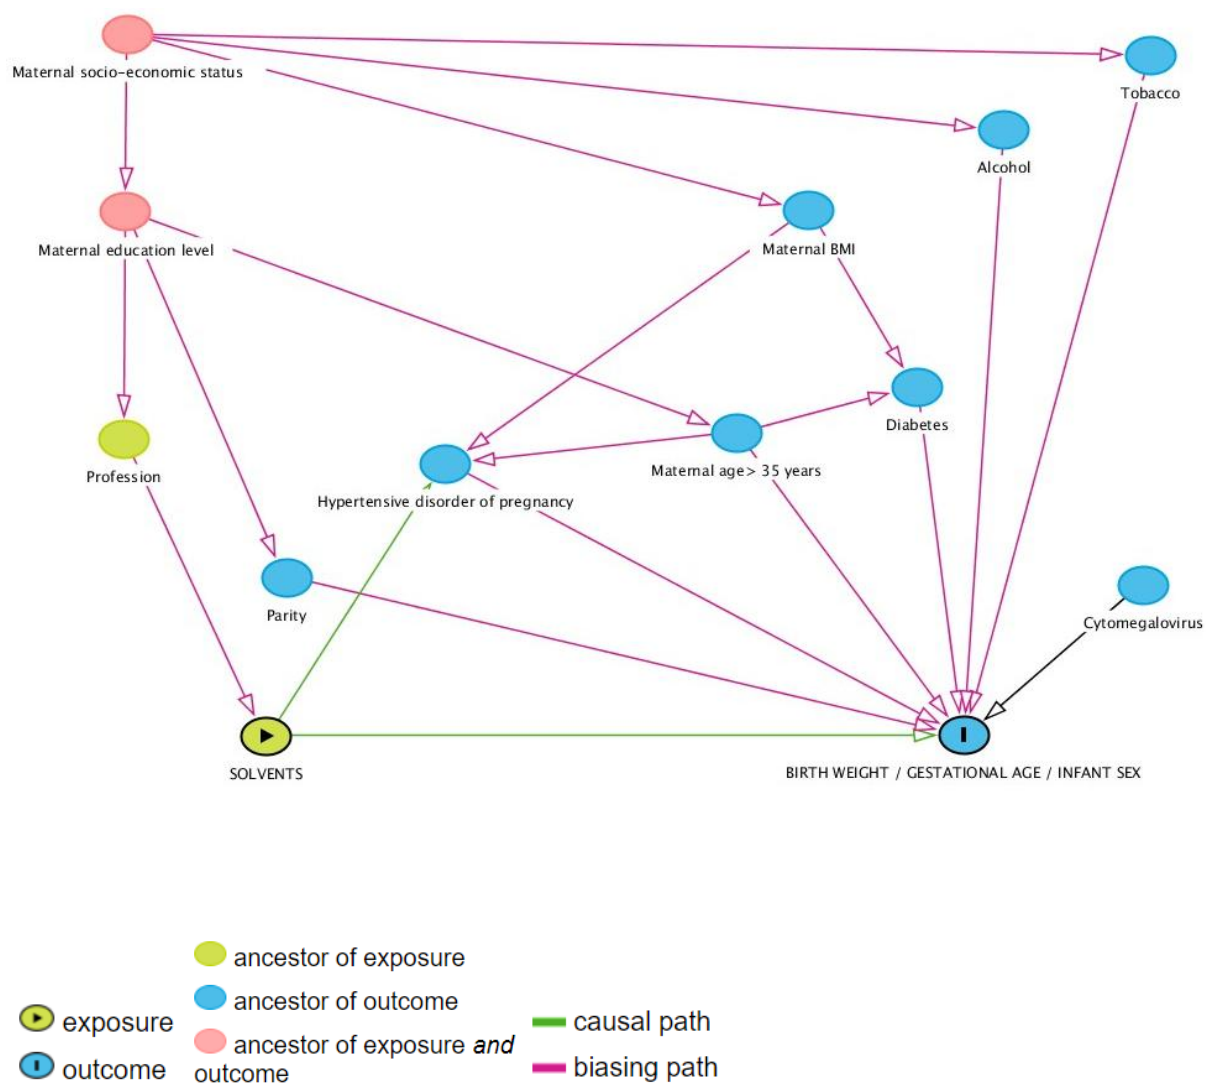 Maternal socio-economic status
Tobacco
Alcohol
Maternal education level
Maternal BMI
Diabetes
Maternal age> 35 years
Profession
Hypertensive disorder of pregnancy
Parity
Cytomegalovirus
SOLVENTS
BIRTH WEIGHT / GESTATIONAL AGE / INFANT SEX
exposure
outcome
ancestor of exposure
ancestor of outcome
ancestor of exposure and
outcome
causal path
biasing path